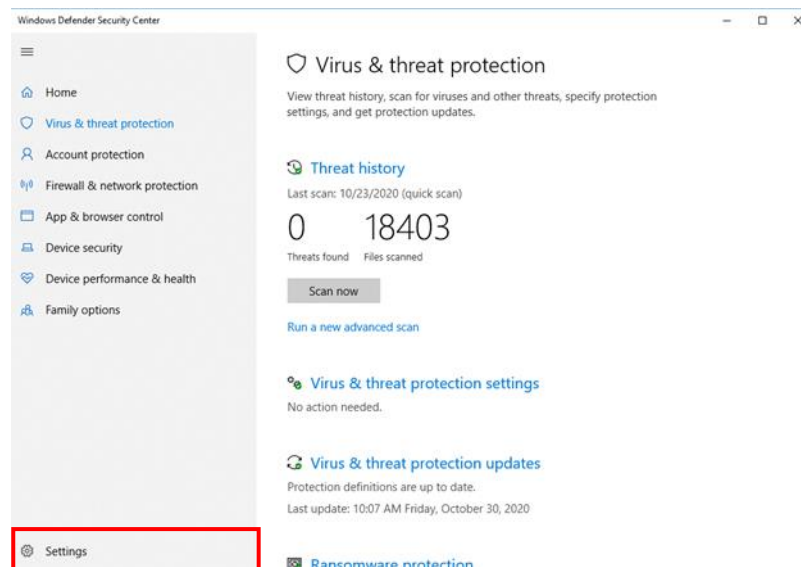 Windows Defender Security Center
Home
Virus & threat protection
Account protection
Firewall & network protection
App & browser control
Device security
Device performance & health
Family options
Settings
Virus & threat protection
View threat history, scan for viruses and other threats, specify protection
settings, and get protection updates.
Threat history
Last scan: 10/23/2020 (quick scan)
0 18403
Threats found Files scanned
Scan now
Run a new advanced scan
Virus & threat protection settings
No action needed.
Virus & threat protection updates
Protection definitions are up to date.
Last update: 10:07 AM Friday, October 30, 2020
Ransomware protection